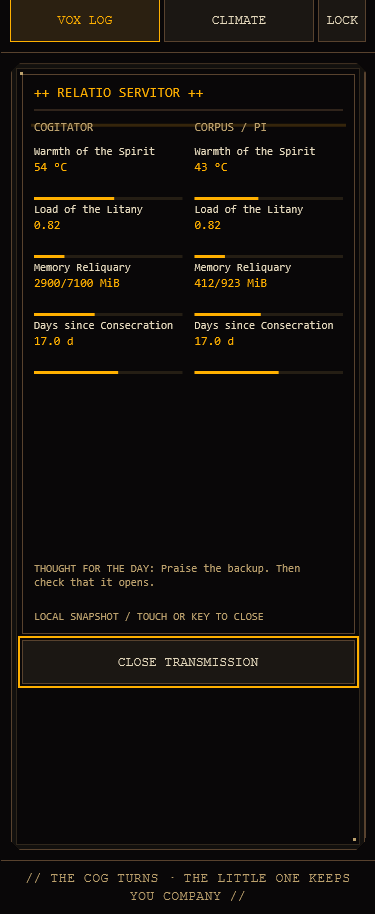 VOX LOG
CLIMATE
LOCK
++ RELATIO SERVITOR ++
COGITATOR
Warmth of the Spirit
54 °C
Load of the Litany
0.82
Memory Reliquary
2900/7100 MiB
Days since Consecration
17.0 d
CORPUS / PI
Warmth of the Spirit
43 °C
Load of the Litany
0.82
Memory Reliquary
412/923 MiB
Days since Consecration
17.0 d
THOUGHT FOR THE DAY: Praise the backup. Then
check that it opens.
LOCAL SNAPSHOT / TOUCH OR KEY TO CLOSE
CLOSE TRANSMISSION
// THE COG TURNS · THE LITTLE ONE KEEPS
YOU COMPANY //